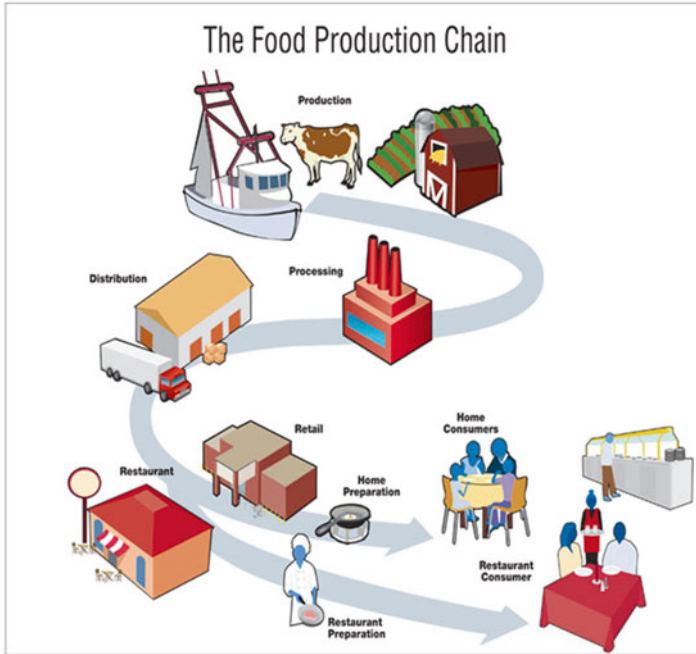 The Food Production Chain
Production
Distribution
Processing
Retail
Home
Consumers
Restaurant
Home
Preparation
Restaurant
Consumer
Restaurant
Preparation